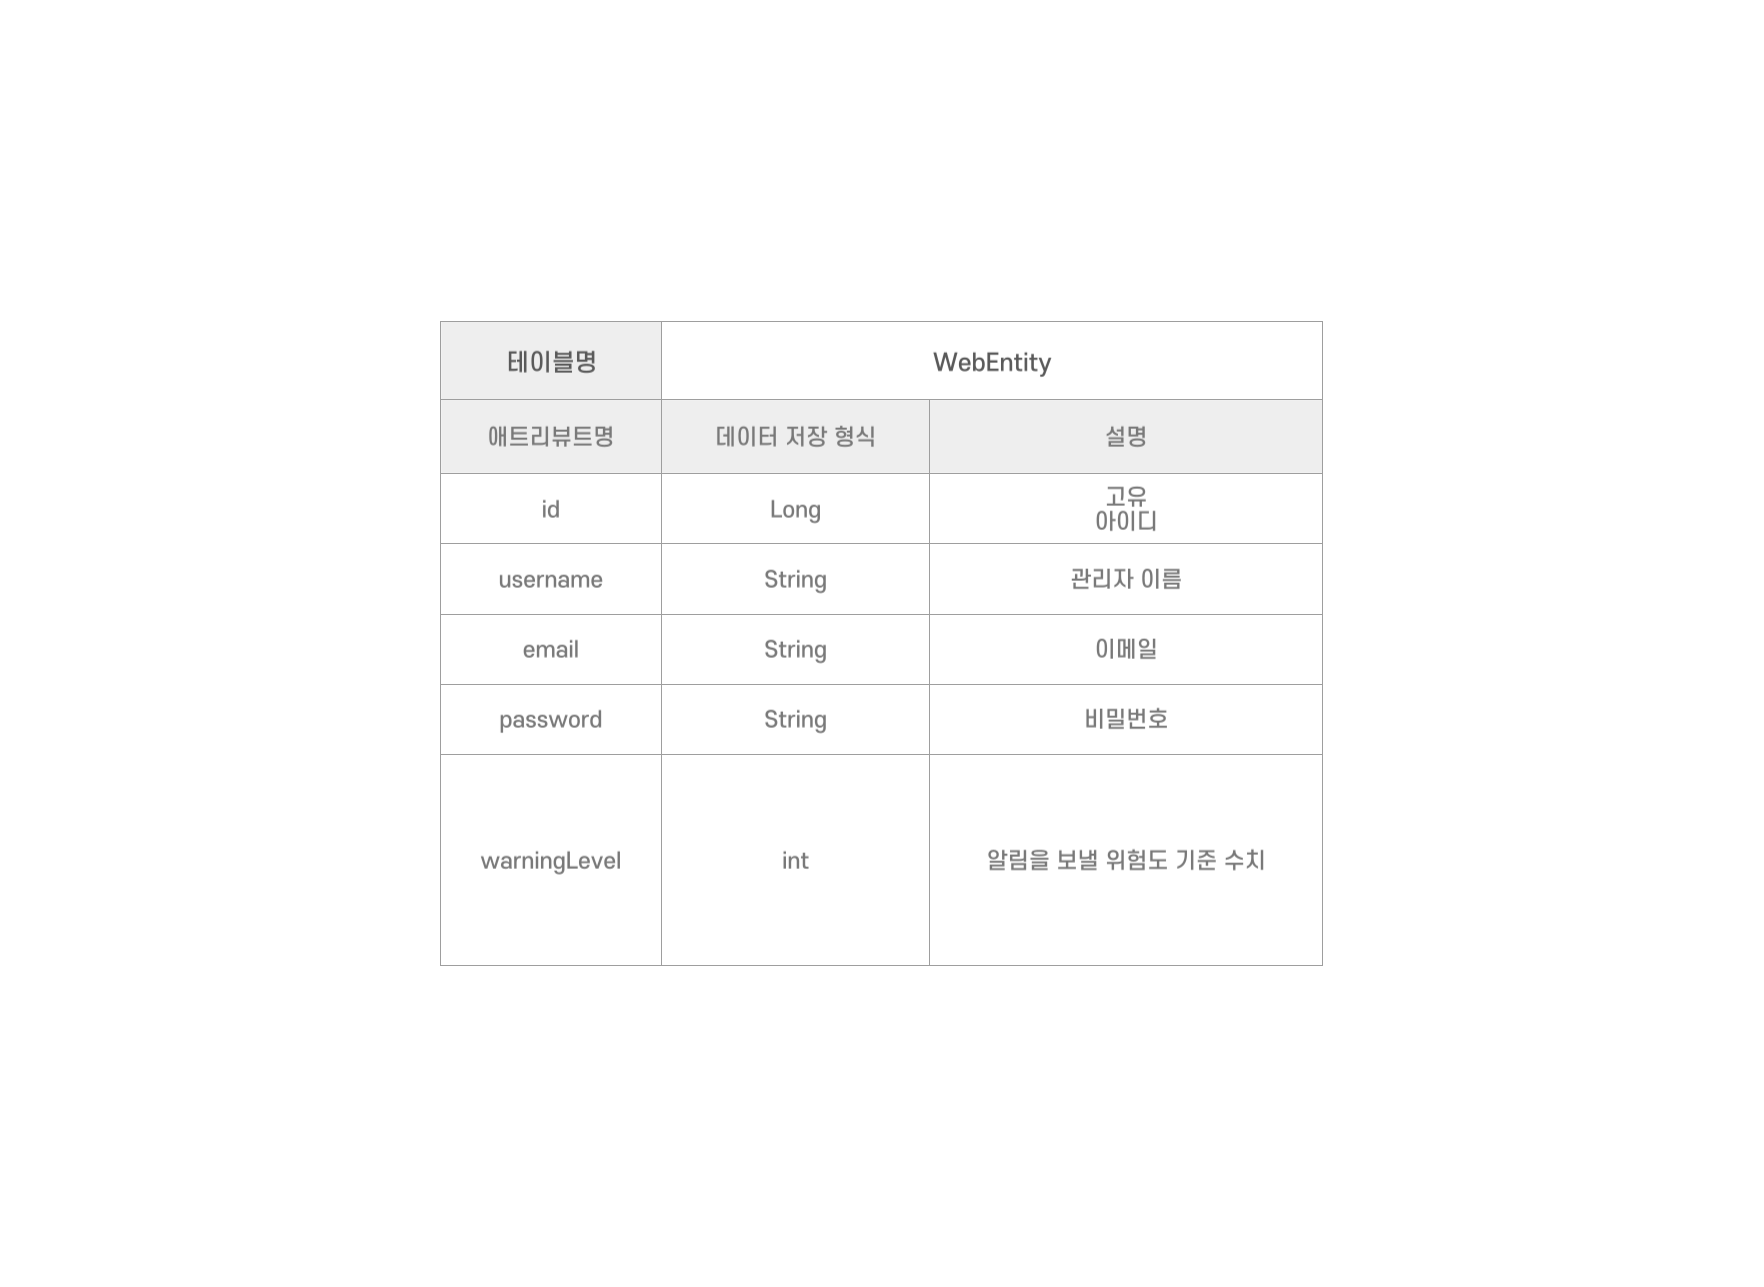 테이블명 WebEntity
애트리뷰트명 데이터 저장 형식 설명
id Long 고유
아이디
username String 관리자 이름
email String 이메일
password String 비밀번호
warningLevel int 알림을 보낼 위험도 기준 수치